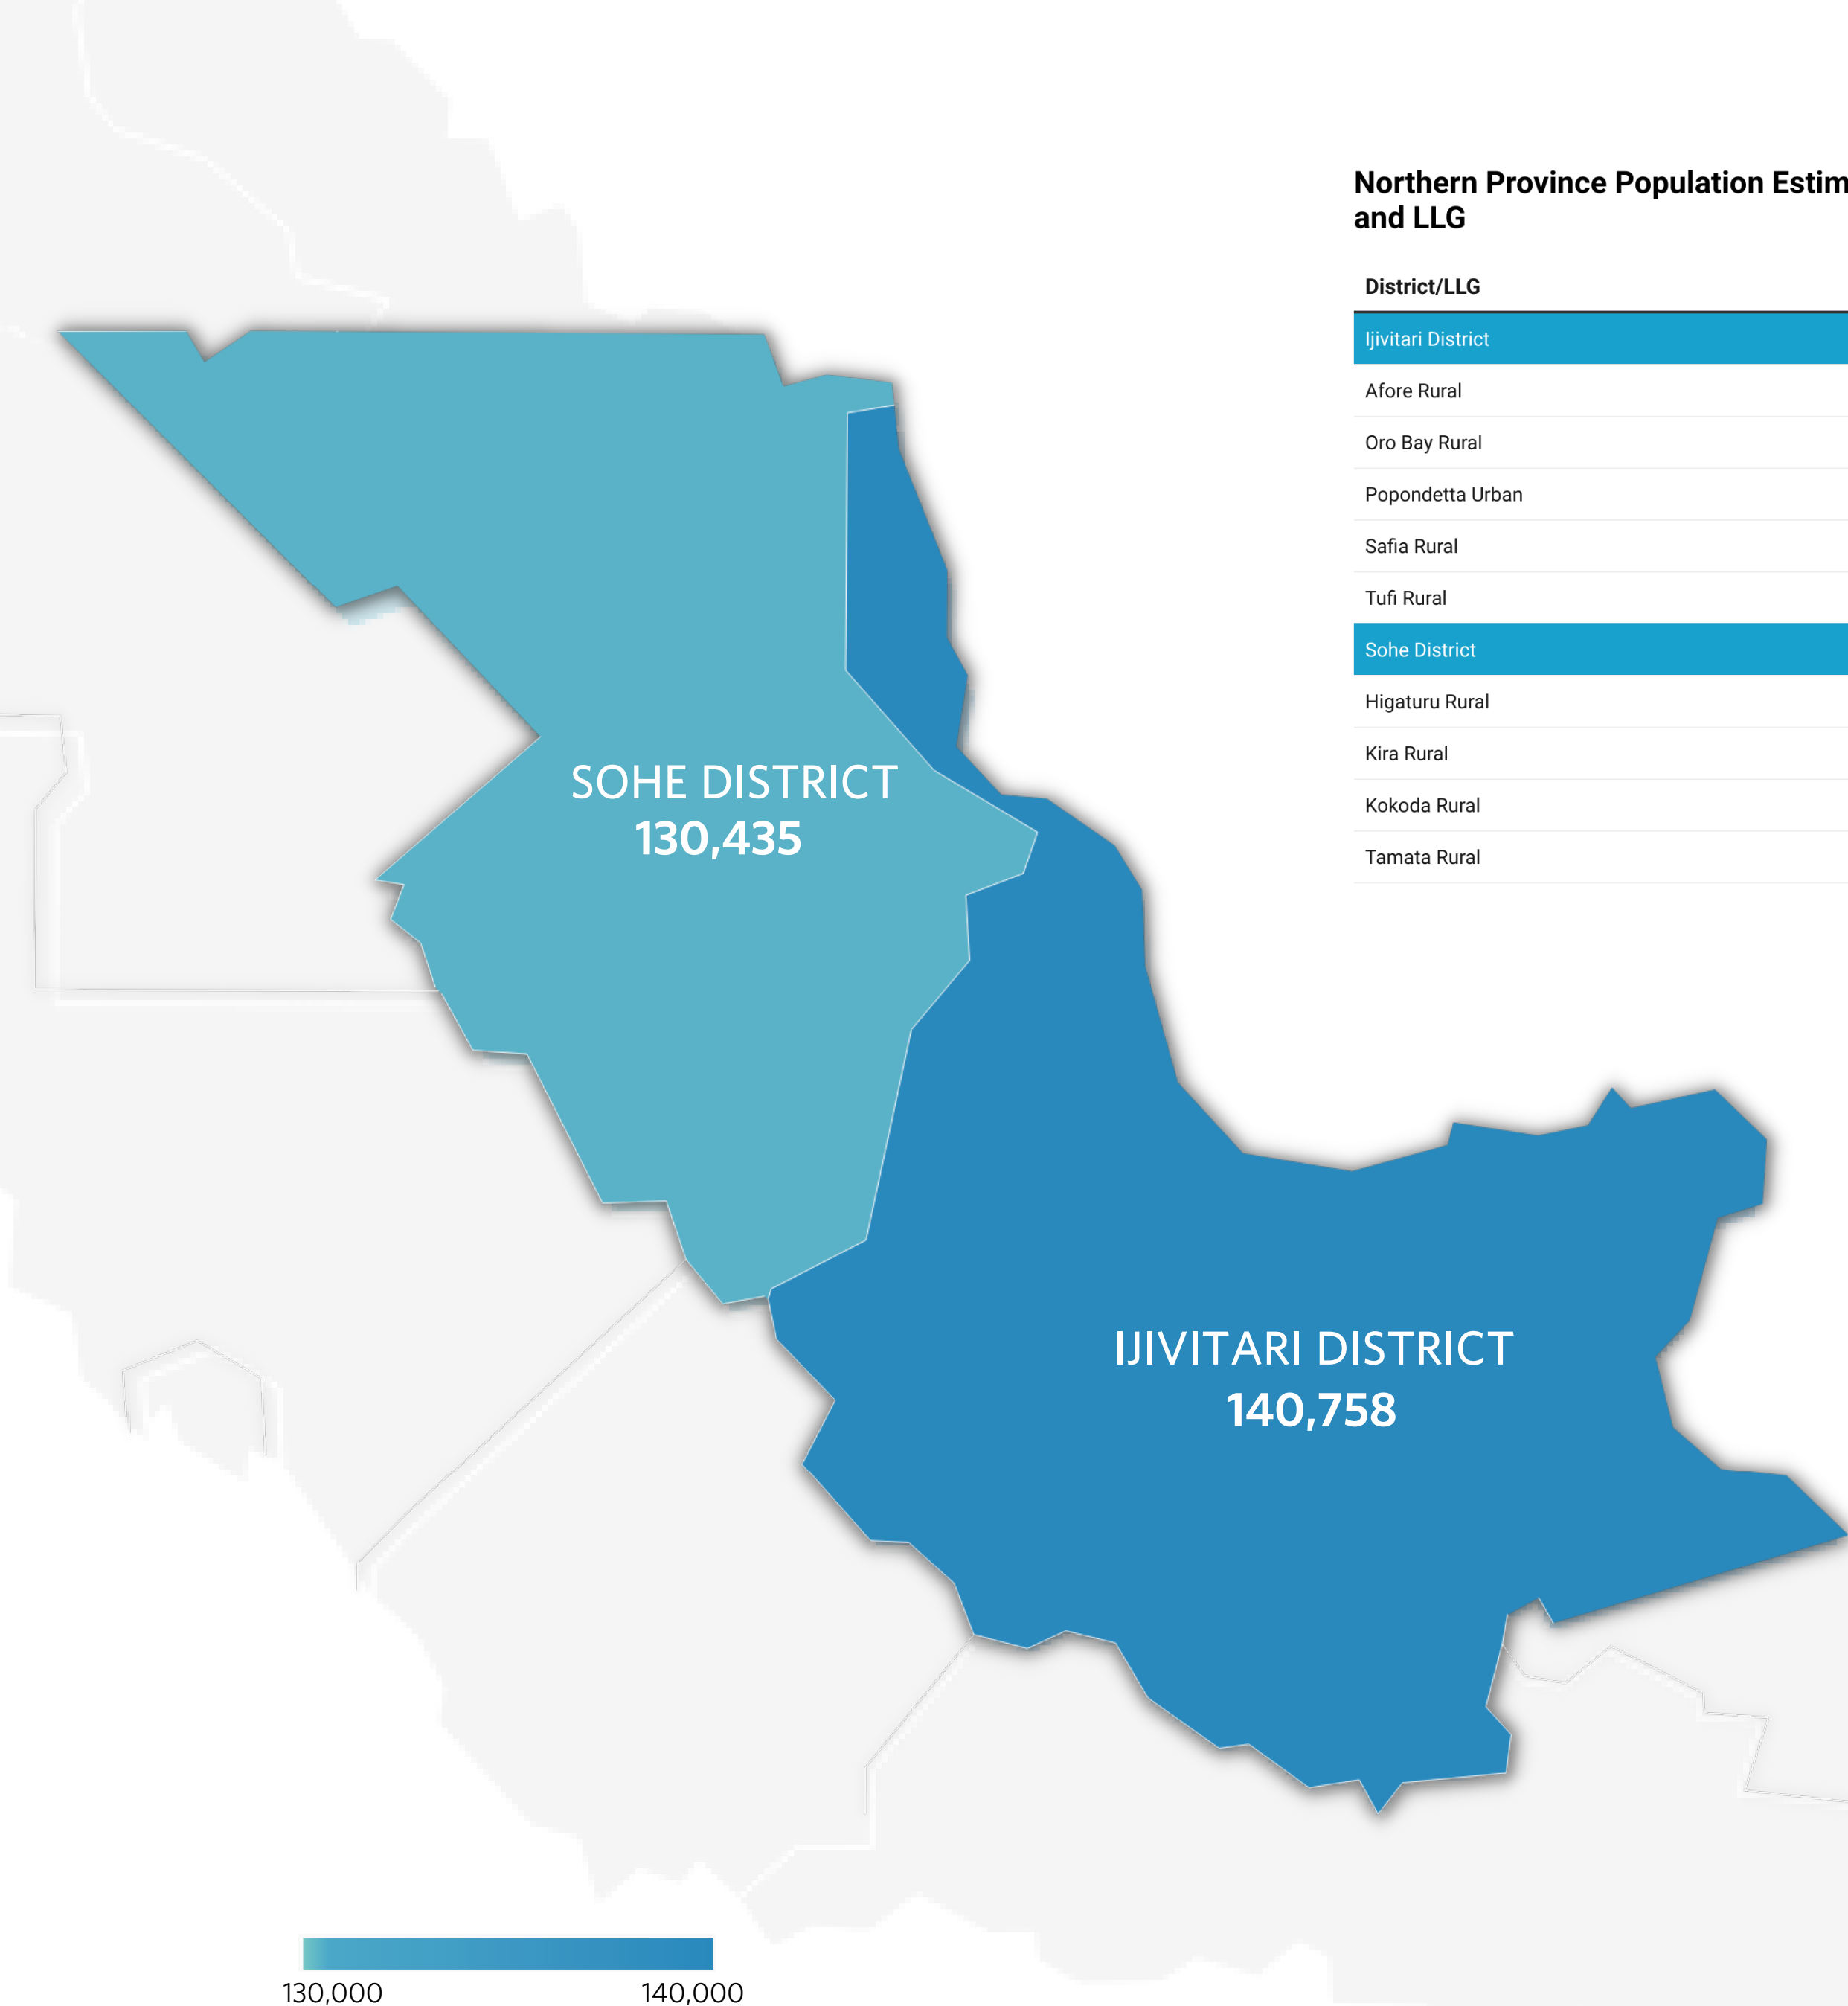 Northern Province Population Estim
and LLG
District/LLG
Ijivitari District
Afore Rural
Oro Bay Rural
Popondetta Urban
Safia Rural
Tufi Rural
Sohe District
Higaturu Rural
Kira Rural
Kokoda Rural
Tamata Rural
SOHE DISTRICT
130,435
IJIVITARI DISTRICT
140,758
130,000 140,000